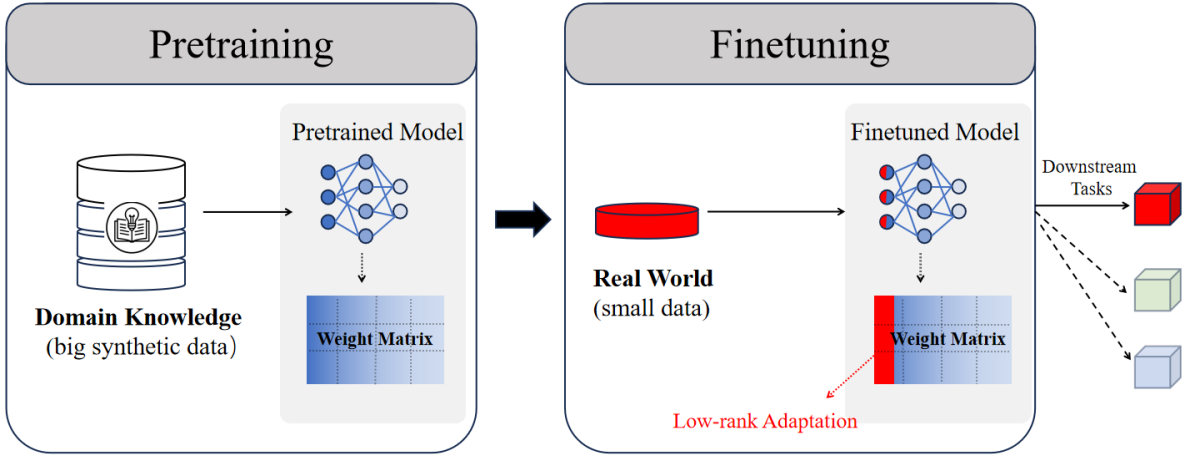 Pretraining
Pretrained Model
Domain Knowledge
(big synthetic data)
Weight Matrix
Finetuning
Finetuned Model
Real World
(small data)
Weight Matrix
Low-rank Adaptation
Downstream
Tasks